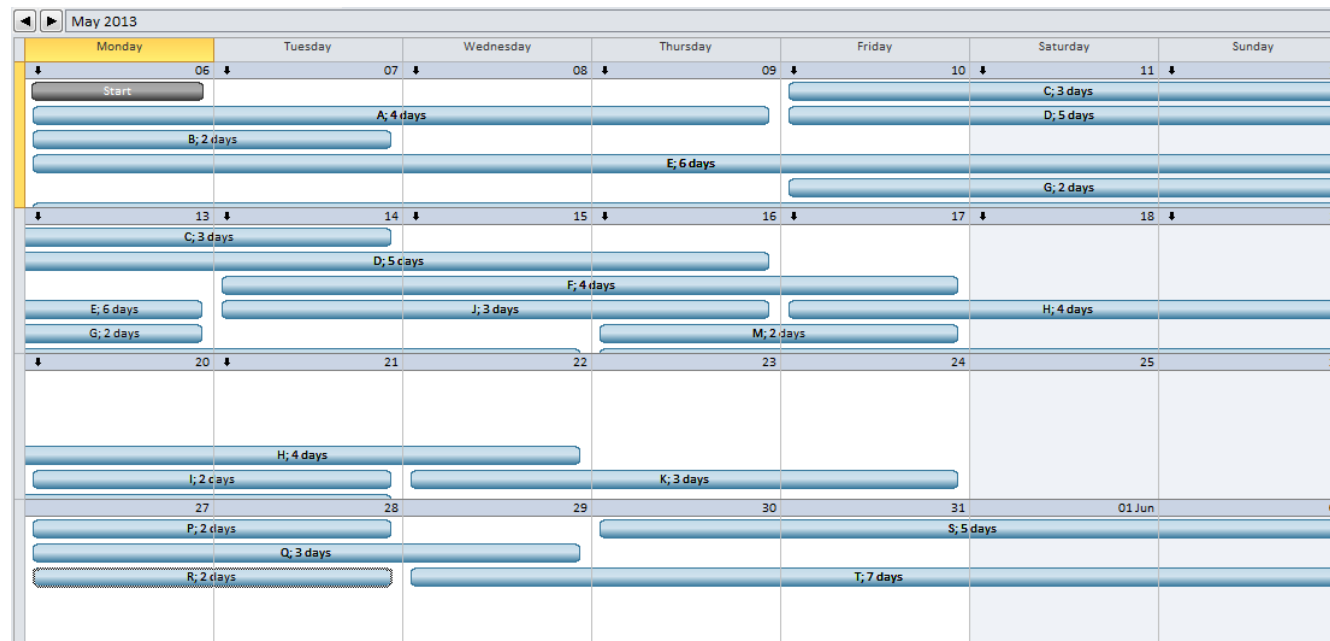 May 2013
Monday Tuesday Wednesday Thursday Friday Saturday Sunday
06 07 08 09 10 11
Start C; 3 days
A; 4 days D; 5 days
B; 2 days
E; 6 days
G; 2 days
13 14 15 16 17 18
C; 3 days
D; 5 days
F; 4 days
E; 6 days J; 3 days H; 4 days
G; 2 days M; 2 days
20 21 22 23 24 25
H; 4 days
I; 2 days K; 3 days
27 28 29 30 31 01 Jun
P; 2 days S; 5 days
Q; 3 days
R; 2 days T; 7 days